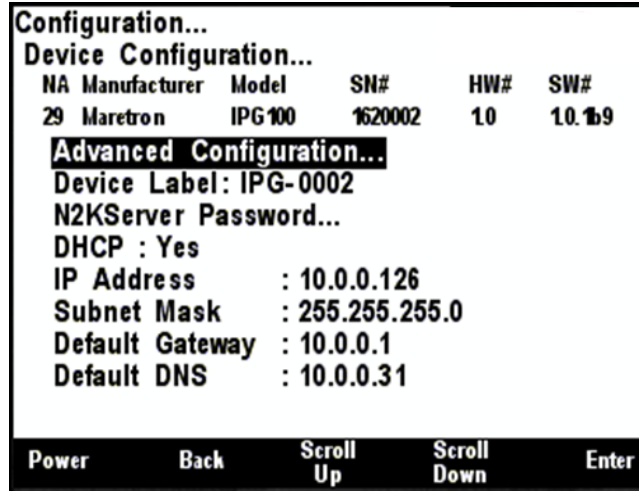 Configuration...
Device Configuration...
NA Manufacturer Model SN# HW# SW#
29 Maretron IPG100 1620002 1.0 1.0.1b9
Advanced Configuration...
Device Label: IPG-0002
N2KServer Password...
DHCP : Yes
IP Address : 10.0.0.126
Subnet Mask : 255.255.255.0
Default Gateway : 10.0.0.1
Default DNS : 10.0.0.31
Power Back Scroll Up Scroll Down Enter